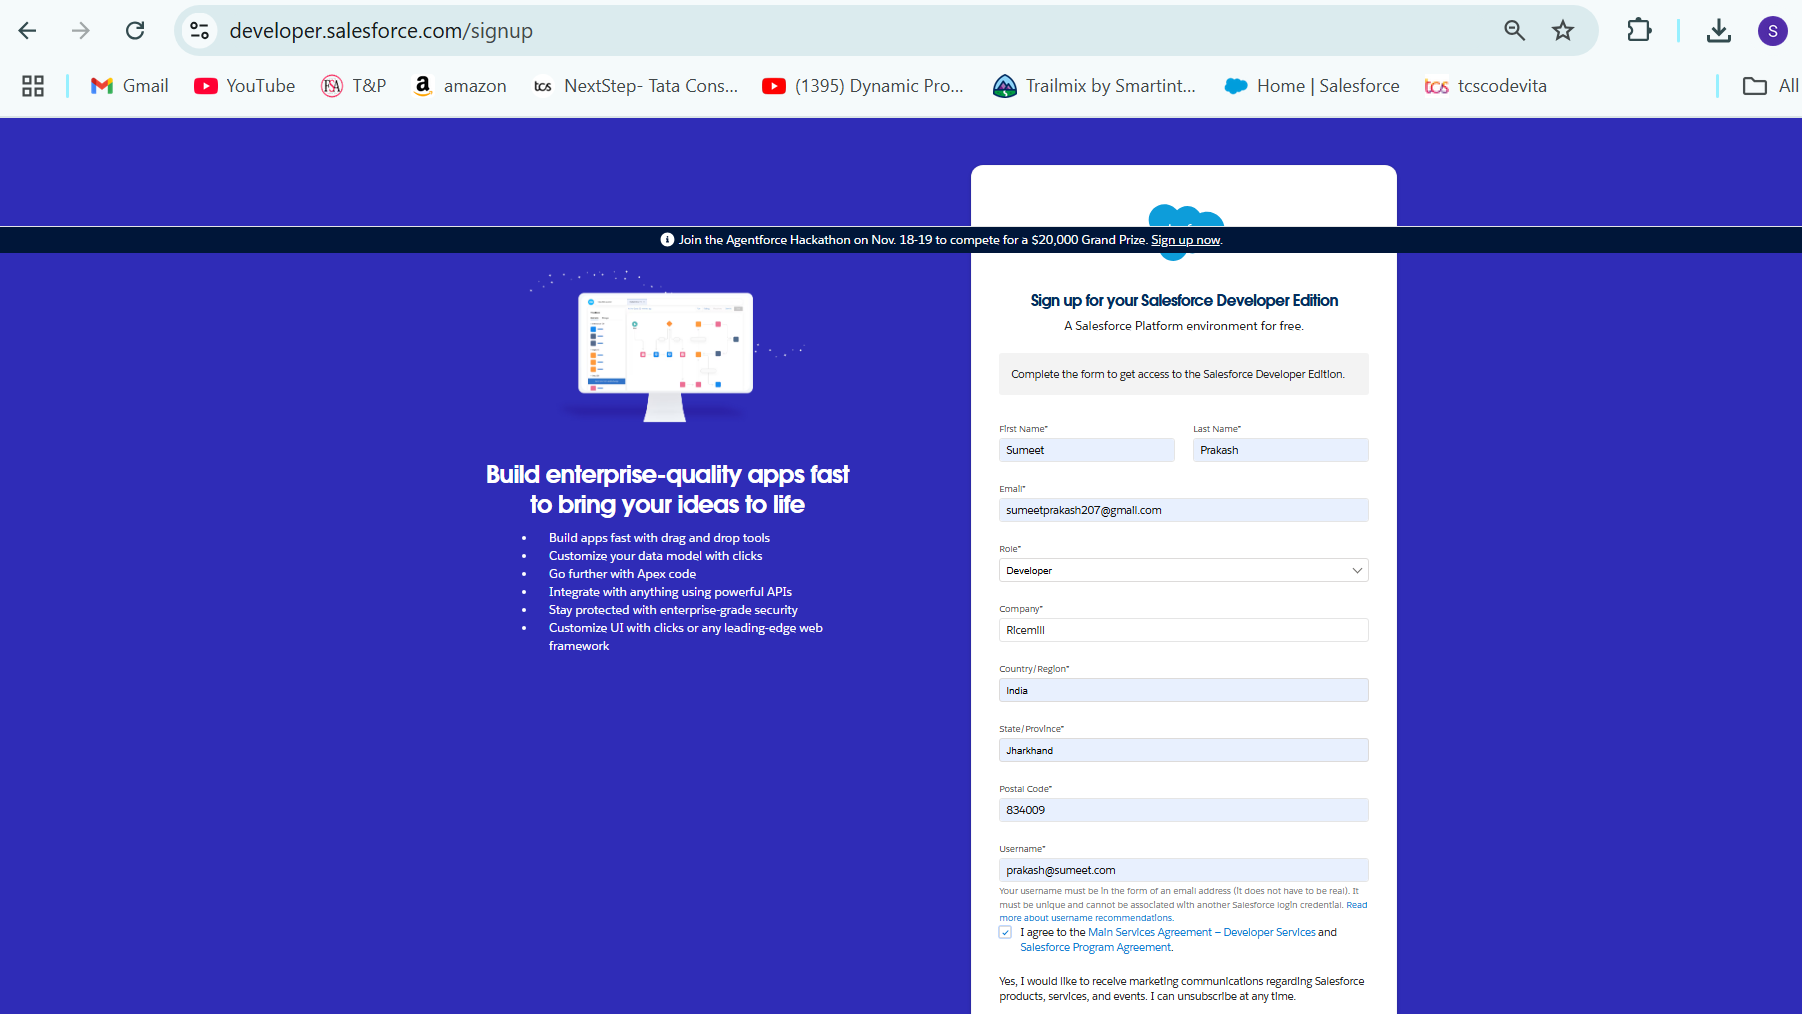 developer.salesforce.com/signup
S
Gmail
YouTube
T&P
amazon
NextStep- Tata Cons...
(1395) Dynamic Pro...
Trailmix by Smartint...
Home | Salesforce
tcscodevita
All
Join the Agentforce Hackathon on Nov. 18-19 to compete for a $20,000 Grand Prize. Sign up now.
Build enterprise-quality apps fast
to bring your ideas to life
• Build apps fast with drag and drop tools
• Customize your data model with clicks
• Go further with Apex code
• Integrate with anything using powerful APIs
• Stay protected with enterprise-grade security
• Customize UI with clicks or any leading-edge web
framework
Sign up for your Salesforce Developer Edition
A Salesforce Platform environment for free.
Complete the form to get access to the Salesforce Developer Edition.
First Name* Last Name*
Sumeet Prakash
Email*
sumeetprakash207@gmail.com
Role*
Developer
Company*
Ricemill
Country/Region*
India
State/Province*
Jharkhand
Postal Code*
834009
Username*
prakash@sumeet.com
Your username must be in the form of an email address (it does not have to be real). It
must be unique and cannot be associated with another Salesforce login credential. Read
more about username recommendations.
I agree to the Main Services Agreement – Developer Services and
Salesforce Program Agreement.
Yes, I would like to receive marketing communications regarding Salesforce
products, services, and events. I can unsubscribe at any time.